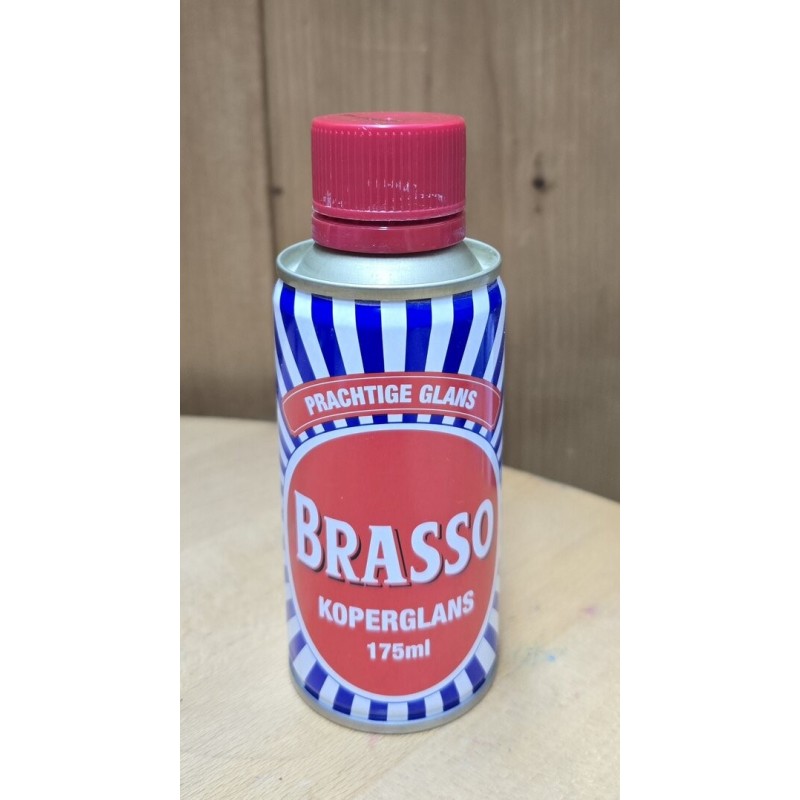 PRACHTIGE GLANS
BRASSO
KOPERGLANS
175ml